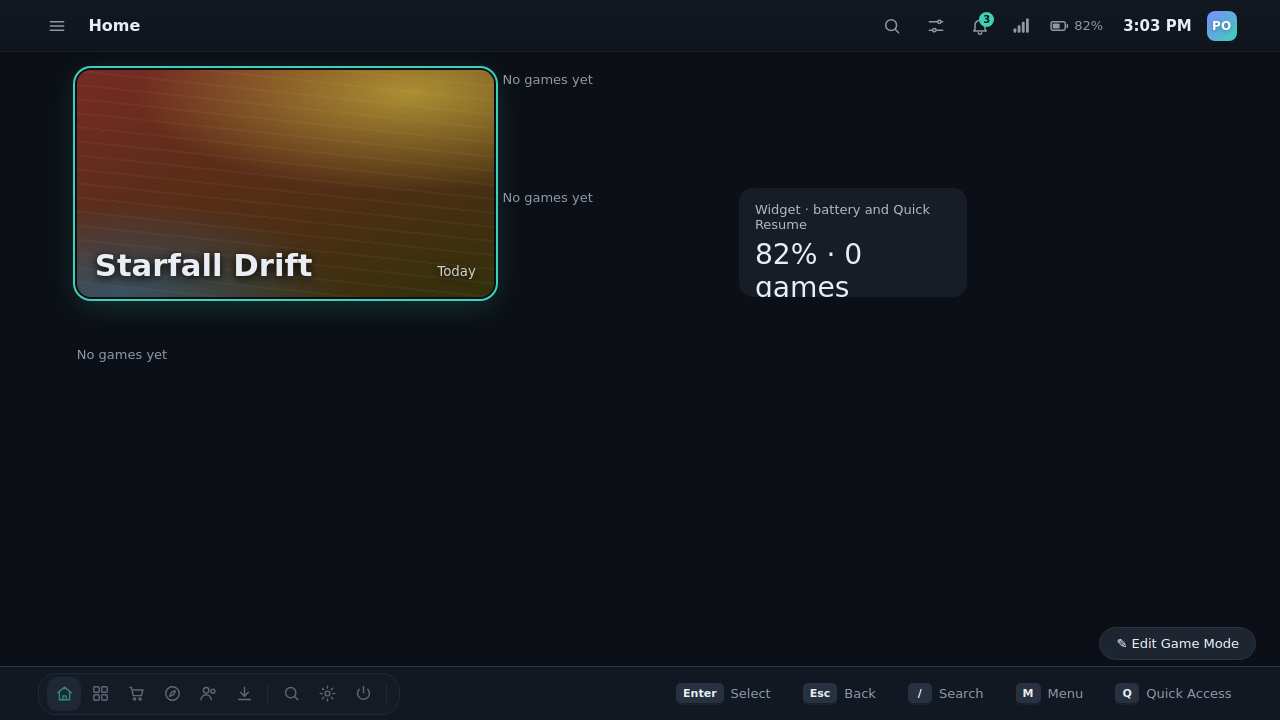 Home
3
82%
3:03 PM
PO
No games yet
No games yet
Widget · battery and Quick
Resume
82% · 0
games
Starfall Drift
Today
No games yet
✎ Edit Game Mode
Enter Select
Esc Back
/ Search
M Menu
Q Quick Access